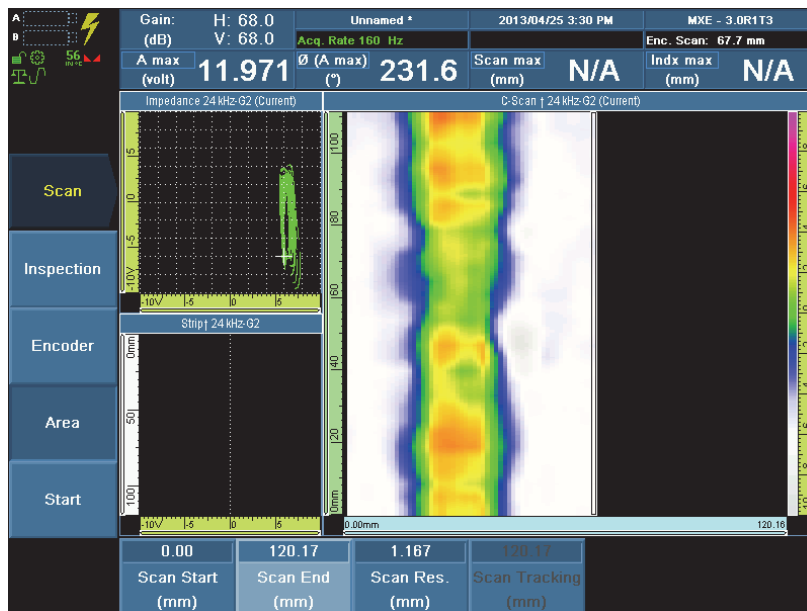 A
B
56
IN °C
Gain: H: 68.0
(dB) V: 68.0
Unnamed *
2013/04/25 3:30 PM
MXE - 3.0R1T3
Acq. Rate 160 Hz
Enc. Scan: 67.7 mm
A max
(volt)
11.971
Ø (A max)
(°)
231.6
Scan max
(mm)
N/A
Indx max
(mm)
N/A
Impedance 24 kHz-G2 (Current)
C-Scan † 24 kHz-G2 (Current)
Scan
Inspection
Encoder
Area
Start
5
0
-5
-10V
-10V -5 0 5
Strip† 24 kHz-G2
0mm
50
100
-10V -5 0 5
100
80
60
40
20
0mm
0.00mm 120.16
0.00
Scan Start
(mm)
120.17
Scan End
(mm)
1.167
Scan Res.
(mm)
120.17
Scan Tracking
(mm)